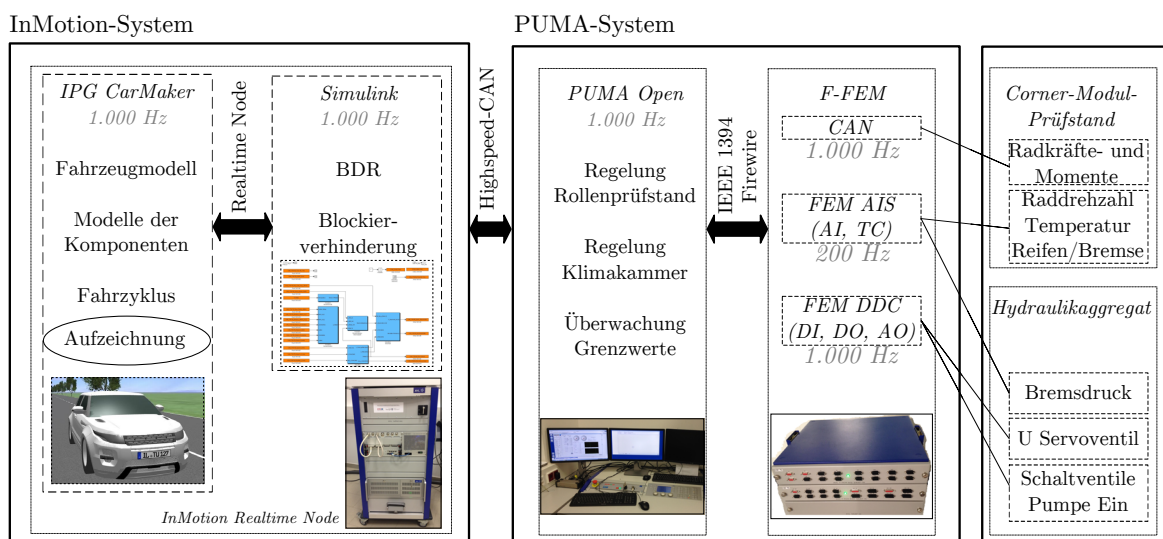 InMotion-System
PUMA-System
IPG CarMaker
1.000 Hz
Fahrzeugmodell
Modelle der
Komponenten
Fahrzyklus
Aufzeichnung
Realtime Node
Simulink
1.000 Hz
BDR
Blockier-
verhinderung
InMotion Realtime Node
Highspeed-CAN
PUMA Open
1.000 Hz
Regelung
Rollenprüfstand
Regelung
Klimakammer
Überwachung
Grenzwerte
IEEE 1394
Firewire
F-FEM
CAN
1.000 Hz
FEM AIS
(AI, TC)
200 Hz
FEM DDC
(DI, DO, AO)
1.000 Hz
Corner-Modul-
Prüfstand
Radkräfte- und
Momente
Raddrehzahl
Temperatur
Reifen/Bremse
Hydraulikaggregat
Bremsdruck
U Servoventil
Schaltventile
Pumpe Ein